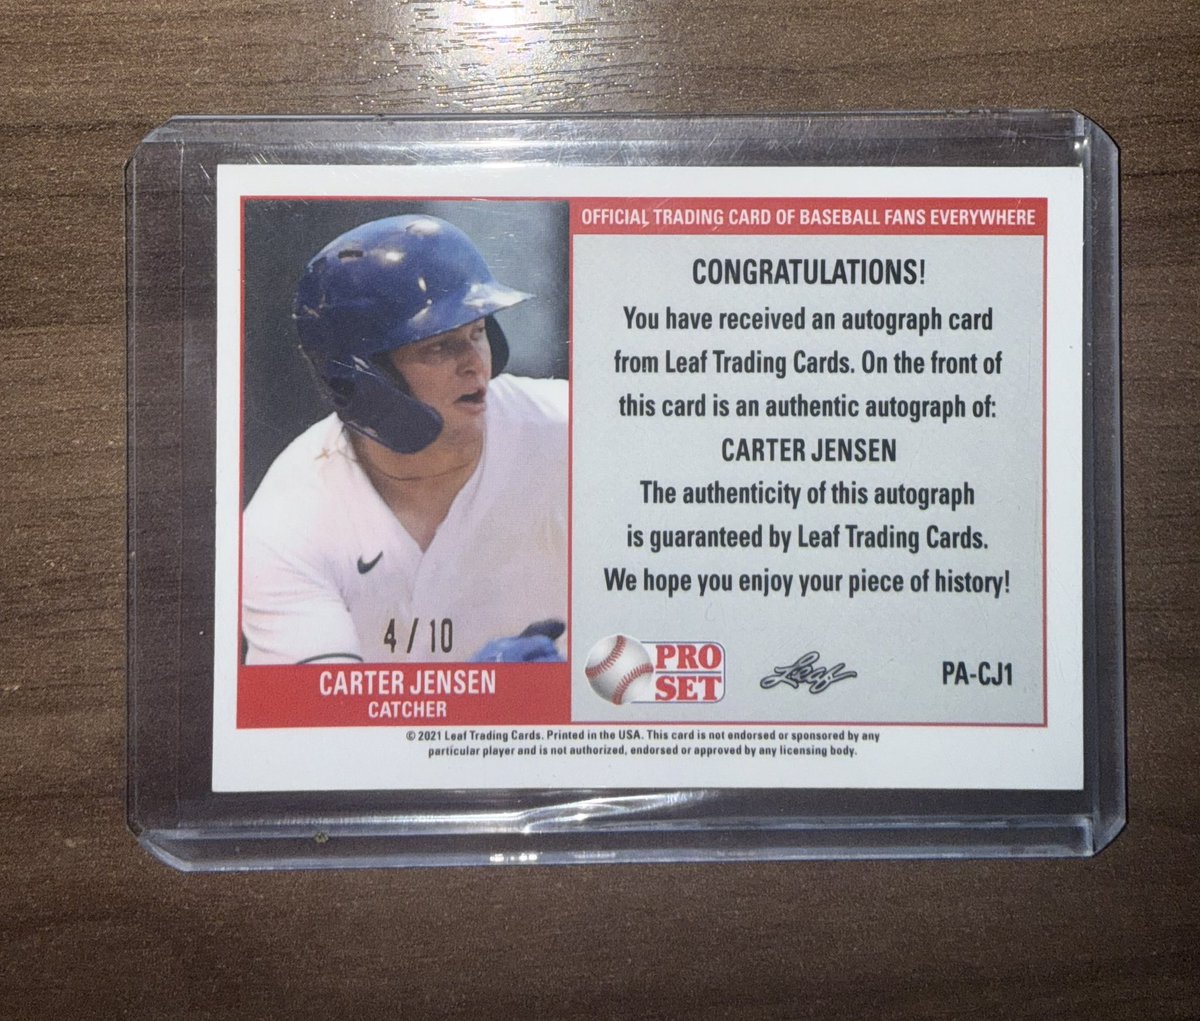 OFFICIAL TRADING CARD OF BASEBALL FANS EVERYWHERE
CONGRATULATIONS!
You have received an autograph card
from Leaf Trading Cards. On the front of
this card is an authentic autograph of:
CARTER JENSEN
The authenticity of this autograph
is guaranteed by Leaf Trading Cards.
We hope you enjoy your piece of history!
4/10
CARTER JENSEN
CATCHER
PRO
SET
Leaf
PA-CJ1
© 2021 Leaf Trading Cards. Printed in the USA. This card is not endorsed or sponsored by any
particular player and is not authorized, endorsed or approved by any licensing body.